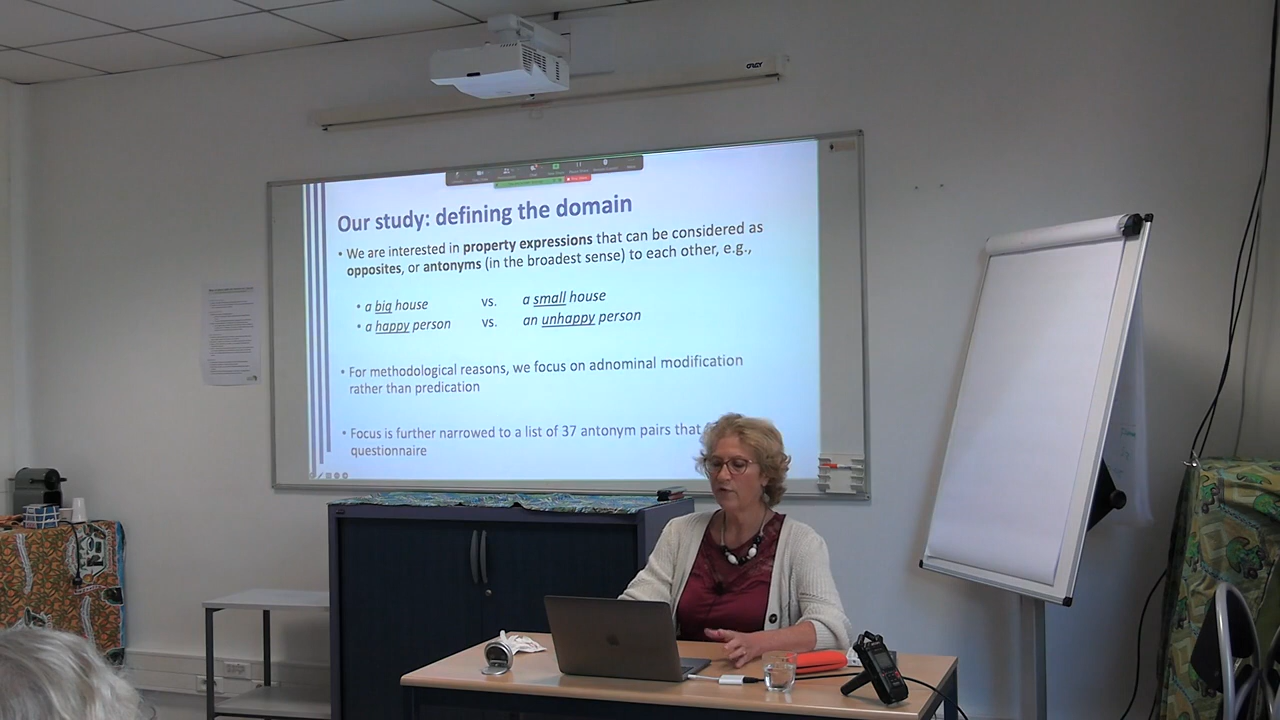 Our study: defining the domain
• We are interested in property expressions that can be considered as
opposites, or antonyms (in the broadest sense) to each other, e.g.,
• a big house vs. a small house
• a happy person vs. an unhappy person
• For methodological reasons, we focus on adnominal modification
rather than predication
• Focus is further narrowed to a list of 37 antonym pairs that
questionnaire